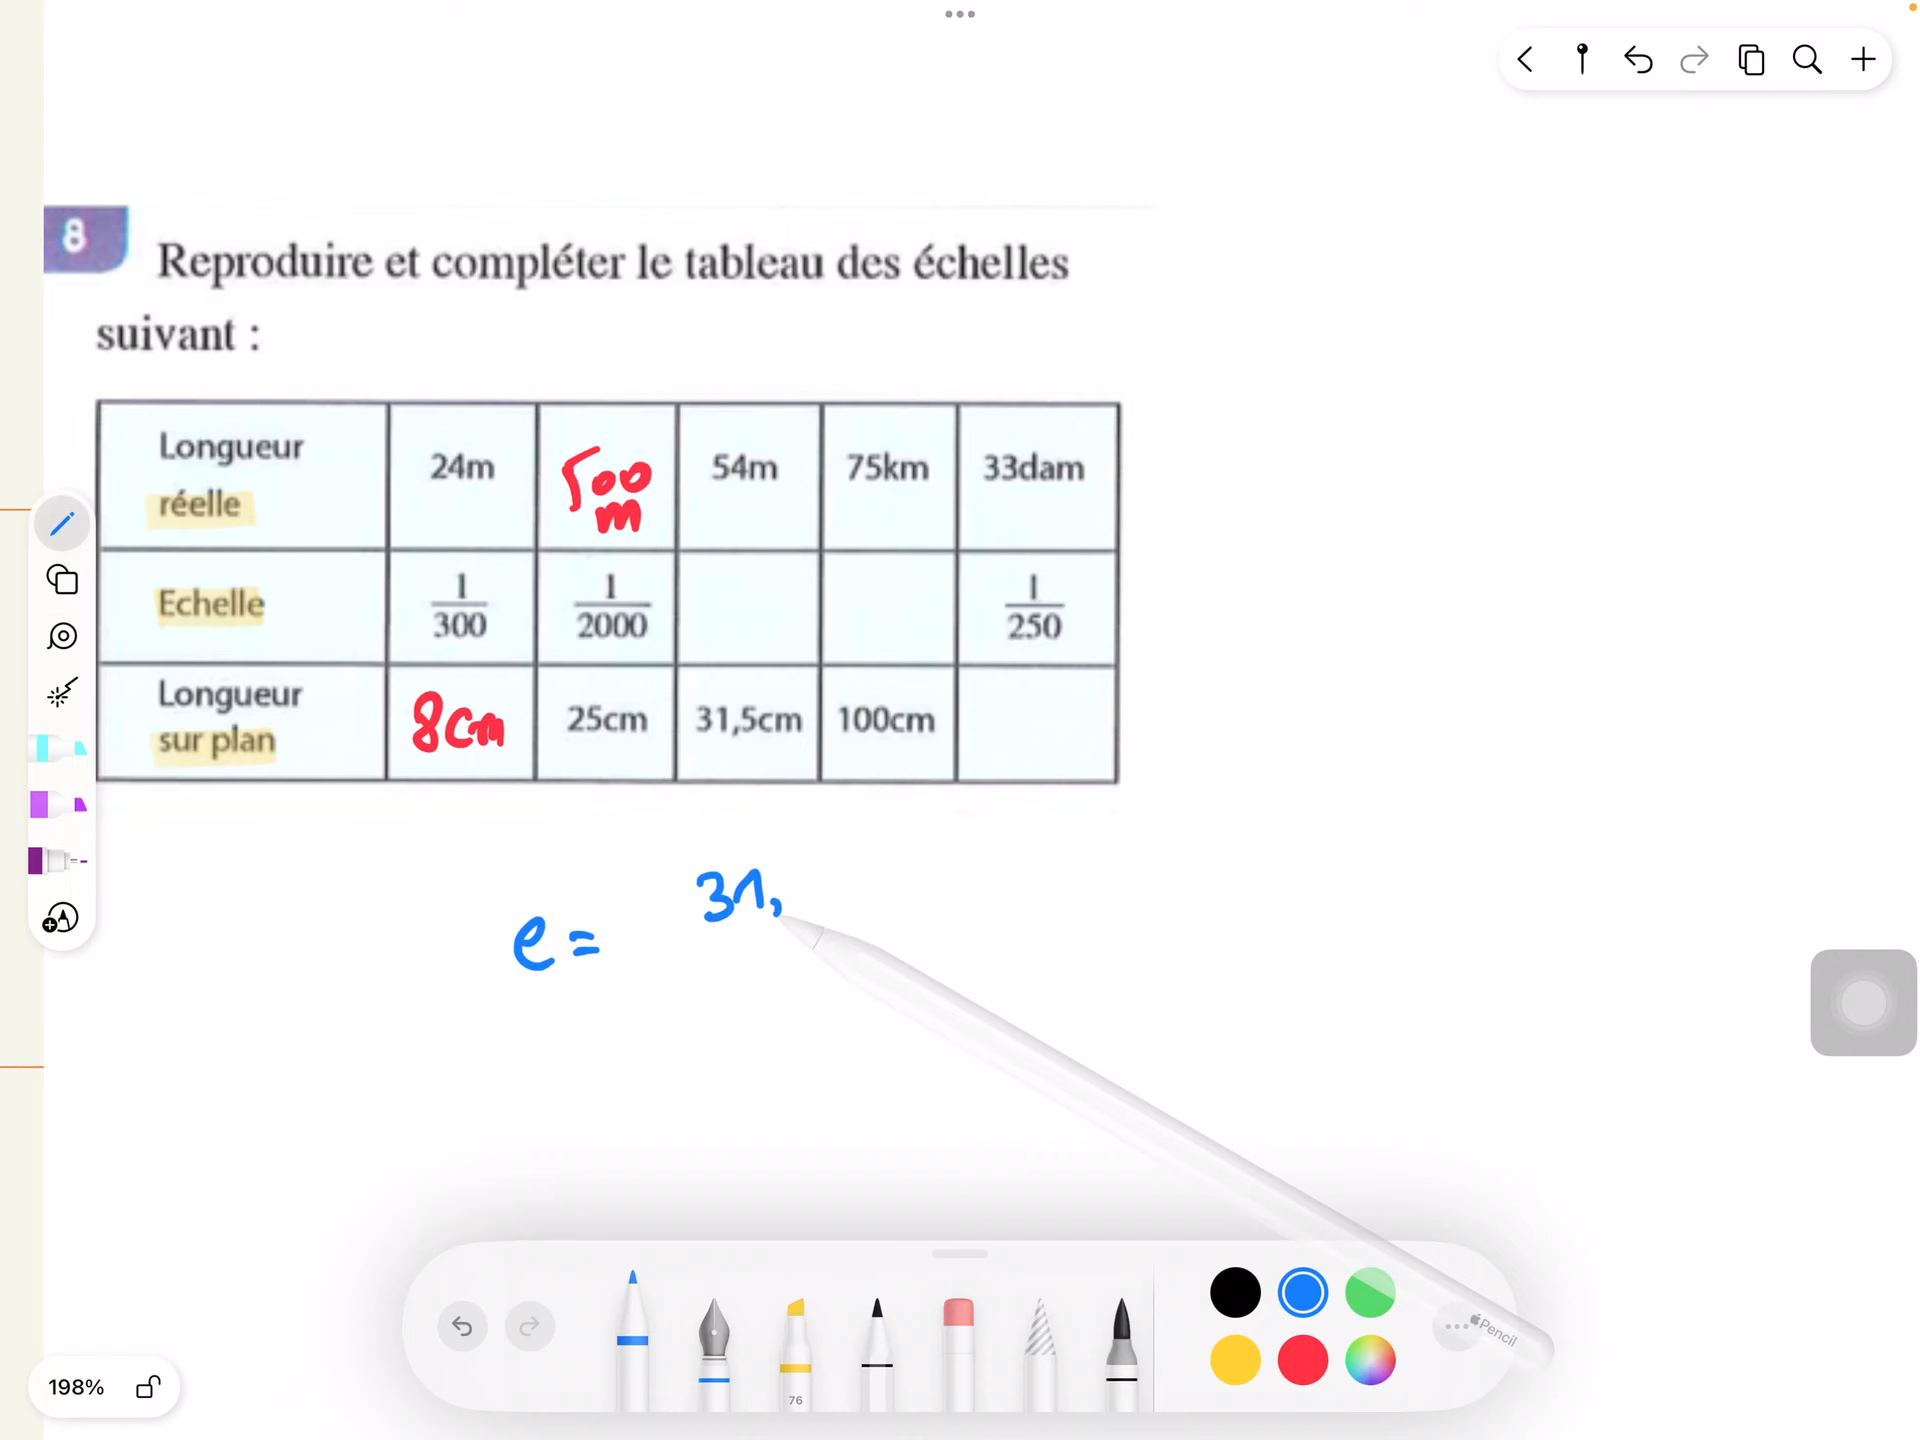 8
Reproduire et compléter le tableau des échelles
suivant :
Longueur
réelle
24m
500
m
54m
75km
33dam
Echelle
1
300
1
2000
1
250
Longueur
sur plan
8cm
25cm
31,5cm
100cm
e = 31,
76
Pencil
198%